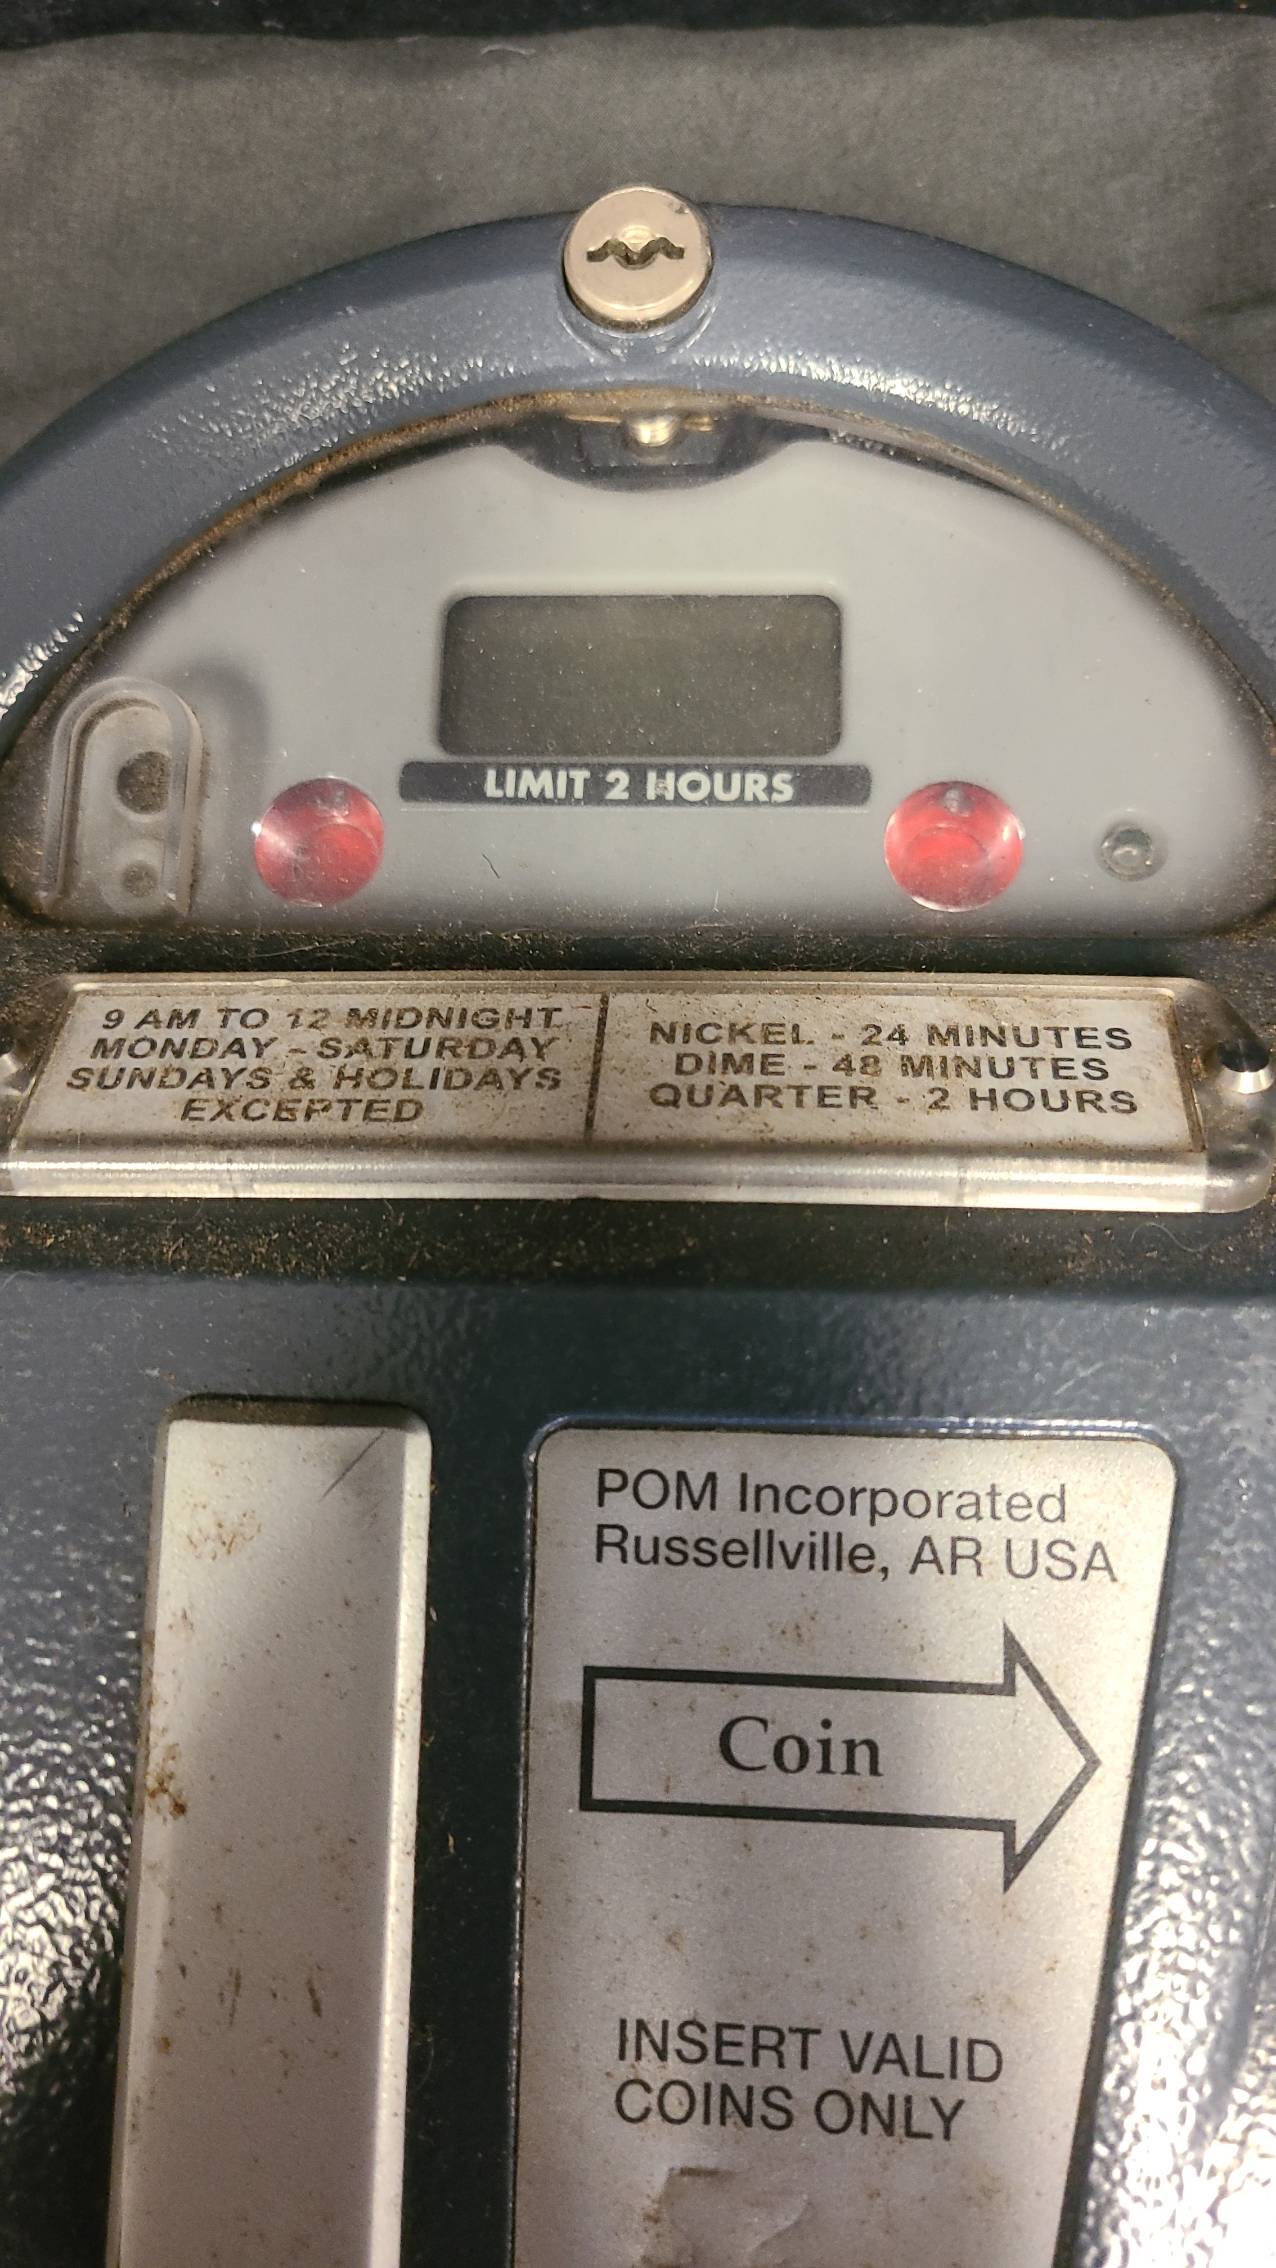 LIMIT 2 HOURS
9 AM TO 12 MIDNIGHT
MONDAY - SATURDAY
SUNDAYS & HOLIDAYS
EXCEPTED
NICKEL - 24 MINUTES
DIME - 48 MINUTES
QUARTER - 2 HOURS
POM Incorporated
Russellville, AR USA
Coin
INSERT VALID
COINS ONLY